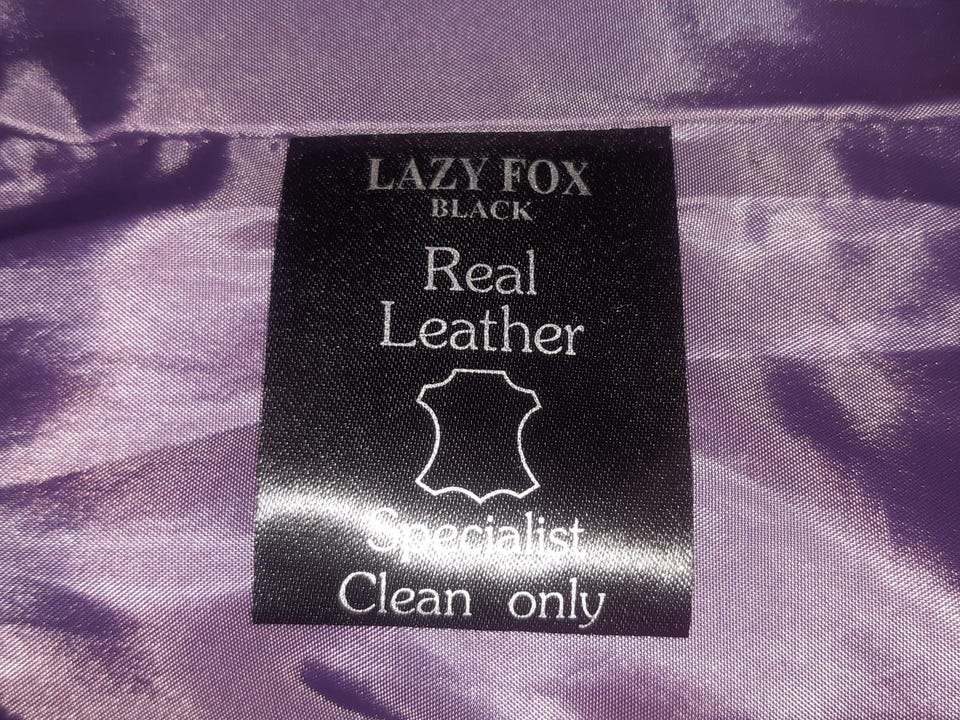 LAZY FOX
BLACK
Real
Leather
Specialist
Clean only